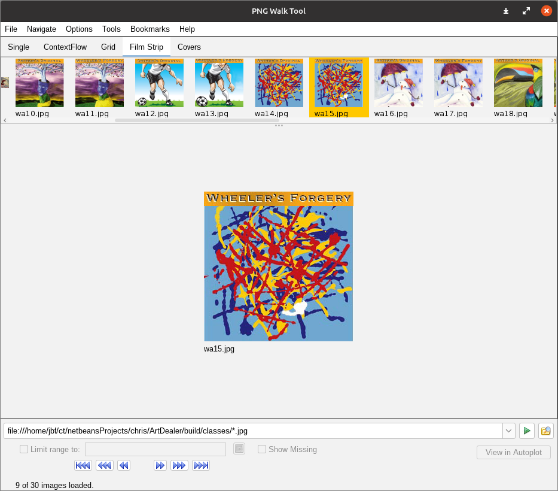 PNG Walk Tool
File Navigate Options Tools Bookmarks Help
Single ContextFlow Grid Film Strip Covers
wa10.jpg wa11.jpg wa12.jpg wa13.jpg wa14.jpg wa15.jpg wa16.jpg wa17.jpg wa18.jpg
WHEELER'S FORGERY
wa15.jpg
file:///home/jbf/ct/netbeansProjects/chris/ArtDealer/build/classes/*.jpg
Limit range to: Show Missing
View in Autoplot
9 of 30 images loaded.